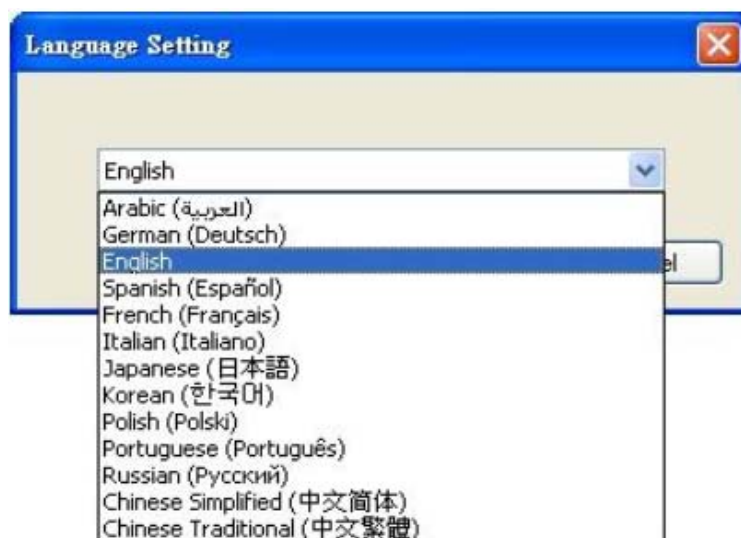 Language Setting
English
Arabic (العربية)
German (Deutsch)
English
el
Spanish (Español)
French (Français)
Italian (Italiano)
Japanese (日本語)
Korean (한국어)
Polish (Polski)
Portuguese (Português)
Russian (Русский)
Chinese Simplified (中文简体)
Chinese Traditional (中文繁體)